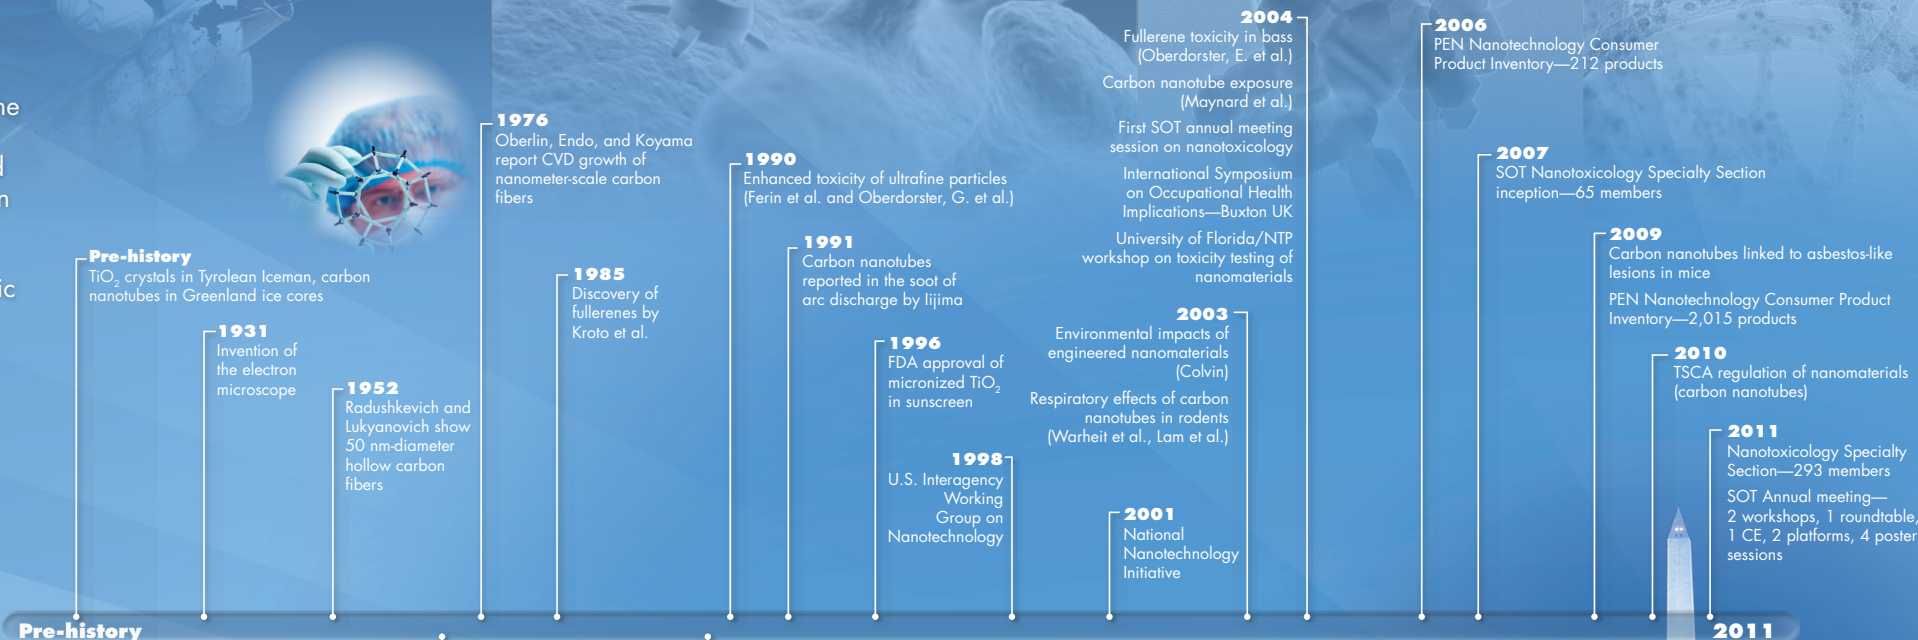 Pre-history
TiO2 crystals in Tyrolean Iceman, carbon
nanotubes in Greenland ice cores
1931
Invention of
the electron
microscope
1952
Radushkevich and
Lukyanovich show
50 nm-diameter
hollow carbon
fibers
1976
Oberlin, Endo, and Koyama
report CVD growth of
nanometer-scale carbon
fibers
1985
Discovery of
fullerenes by
Kroto et al.
1990
Enhanced toxicity of ultrafine particles
(Ferin et al. and Oberdorster, G. et al.)
1991
Carbon nanotubes
reported in the soot of
arc discharge by Iijima
1996
FDA approval of
micronized TiO2
in sunscreen
1998
U.S. Interagency
Working
Group on
Nanotechnology
2001
National
Nanotechnology
Initiative
2003
Environmental impacts of
engineered nanomaterials
(Colvin)
Respiratory effects of carbon
nanotubes in rodents
(Warheit et al., Lam et al.)
2004
Fullerene toxicity in bass
(Oberdorster, E. et al.)
Carbon nanotube exposure
(Maynard et al.)
First SOT annual meeting
session on nanotoxicology
International Symposium
on Occupational Health
Implications—Buxton UK
University of Florida/NTP
workshop on toxicity testing of
nanomaterials
2006
PEN Nanotechnology Consumer
Product Inventory—212 products
2007
SOT Nanotoxicology Specialty Section
inception—65 members
2009
Carbon nanotubes linked to asbestos-like
lesions in mice
PEN Nanotechnology Consumer Product
Inventory—2,015 products
2010
TSCA regulation of nanomaterials
(carbon nanotubes)
2011
Nanotoxicology Specialty
Section—293 members
SOT Annual meeting—
2 workshops, 1 roundtable,
1 CE, 2 platforms, 4 poster
sessions
Pre-history
2011